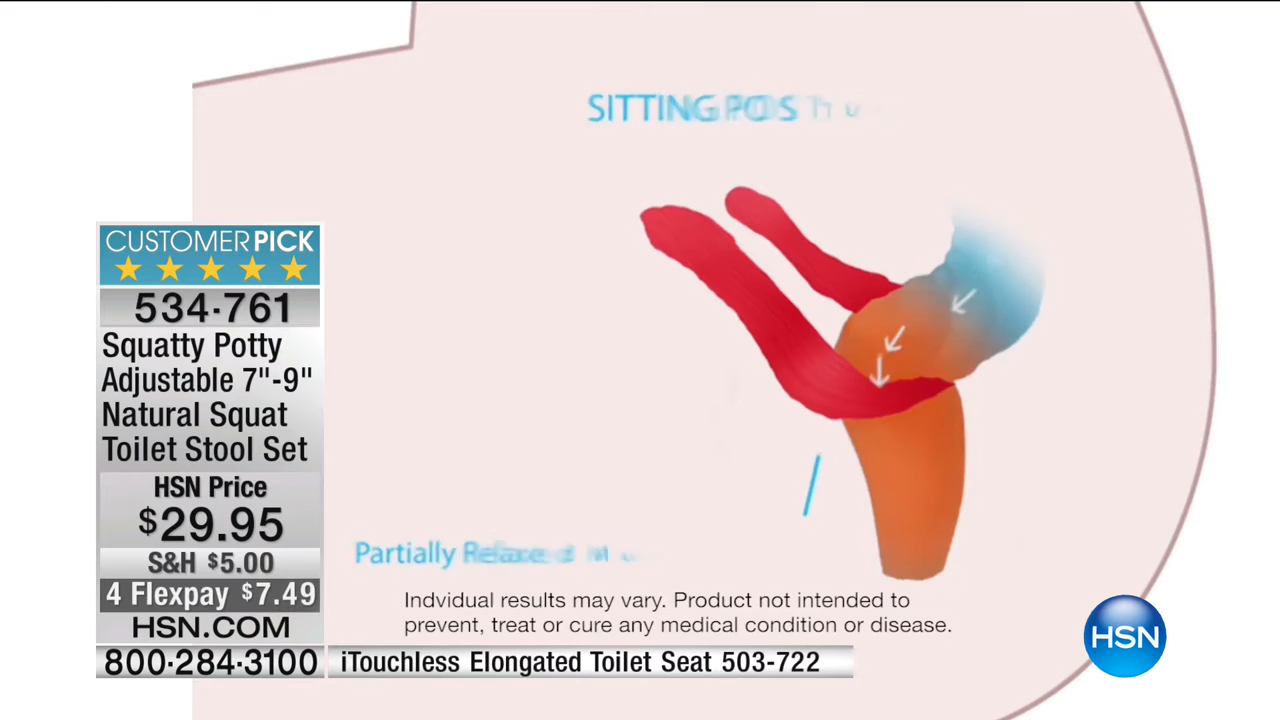 SITTING POS
CUSTOMER PICK
534-761
Squatty Potty
Adjustable 7"-9"
Natural Squat
Toilet Stool Set
HSN Price
$29.95
S&H $5.00
4 Flexpay $7.49
HSN.COM
800-284-3100
Partially
Indvidual results may vary. Product not intended to
prevent, treat or cure any medical condition or disease.
iTouchless Elongated Toilet Seat 503-722
HSN